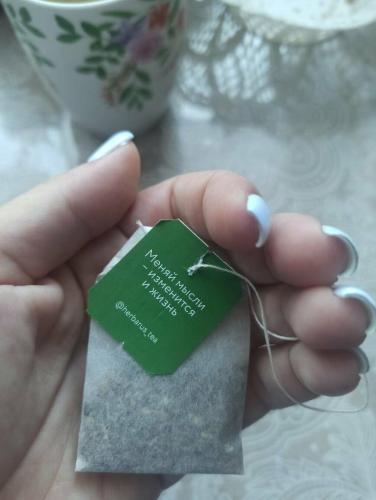 Меняй мысли
– изменится
и жизнь
@herbarus_tea